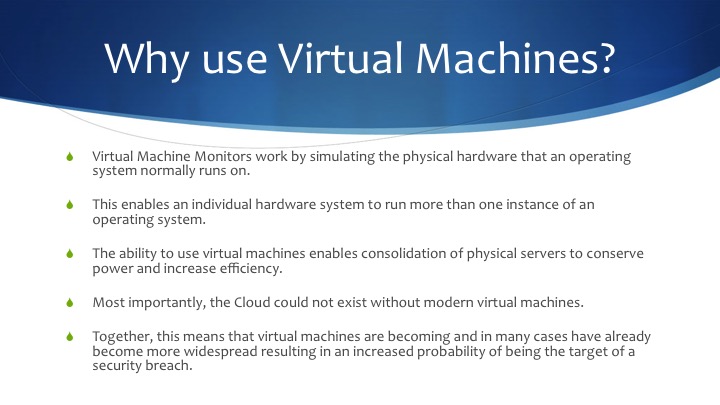 Why use Virtual Machines?
Virtual Machine Monitors work by simulating the physical hardware that an operating
system normally runs on.
This enables an individual hardware system to run more than one instance of an
operating system.
The ability to use virtual machines enables consolidation of physical servers to conserve
power and increase efficiency.
Most importantly, the Cloud could not exist without modern virtual machines.
Together, this means that virtual machines are becoming and in many cases have already
become more widespread resulting in an increased probability of being the target of a
security breach.